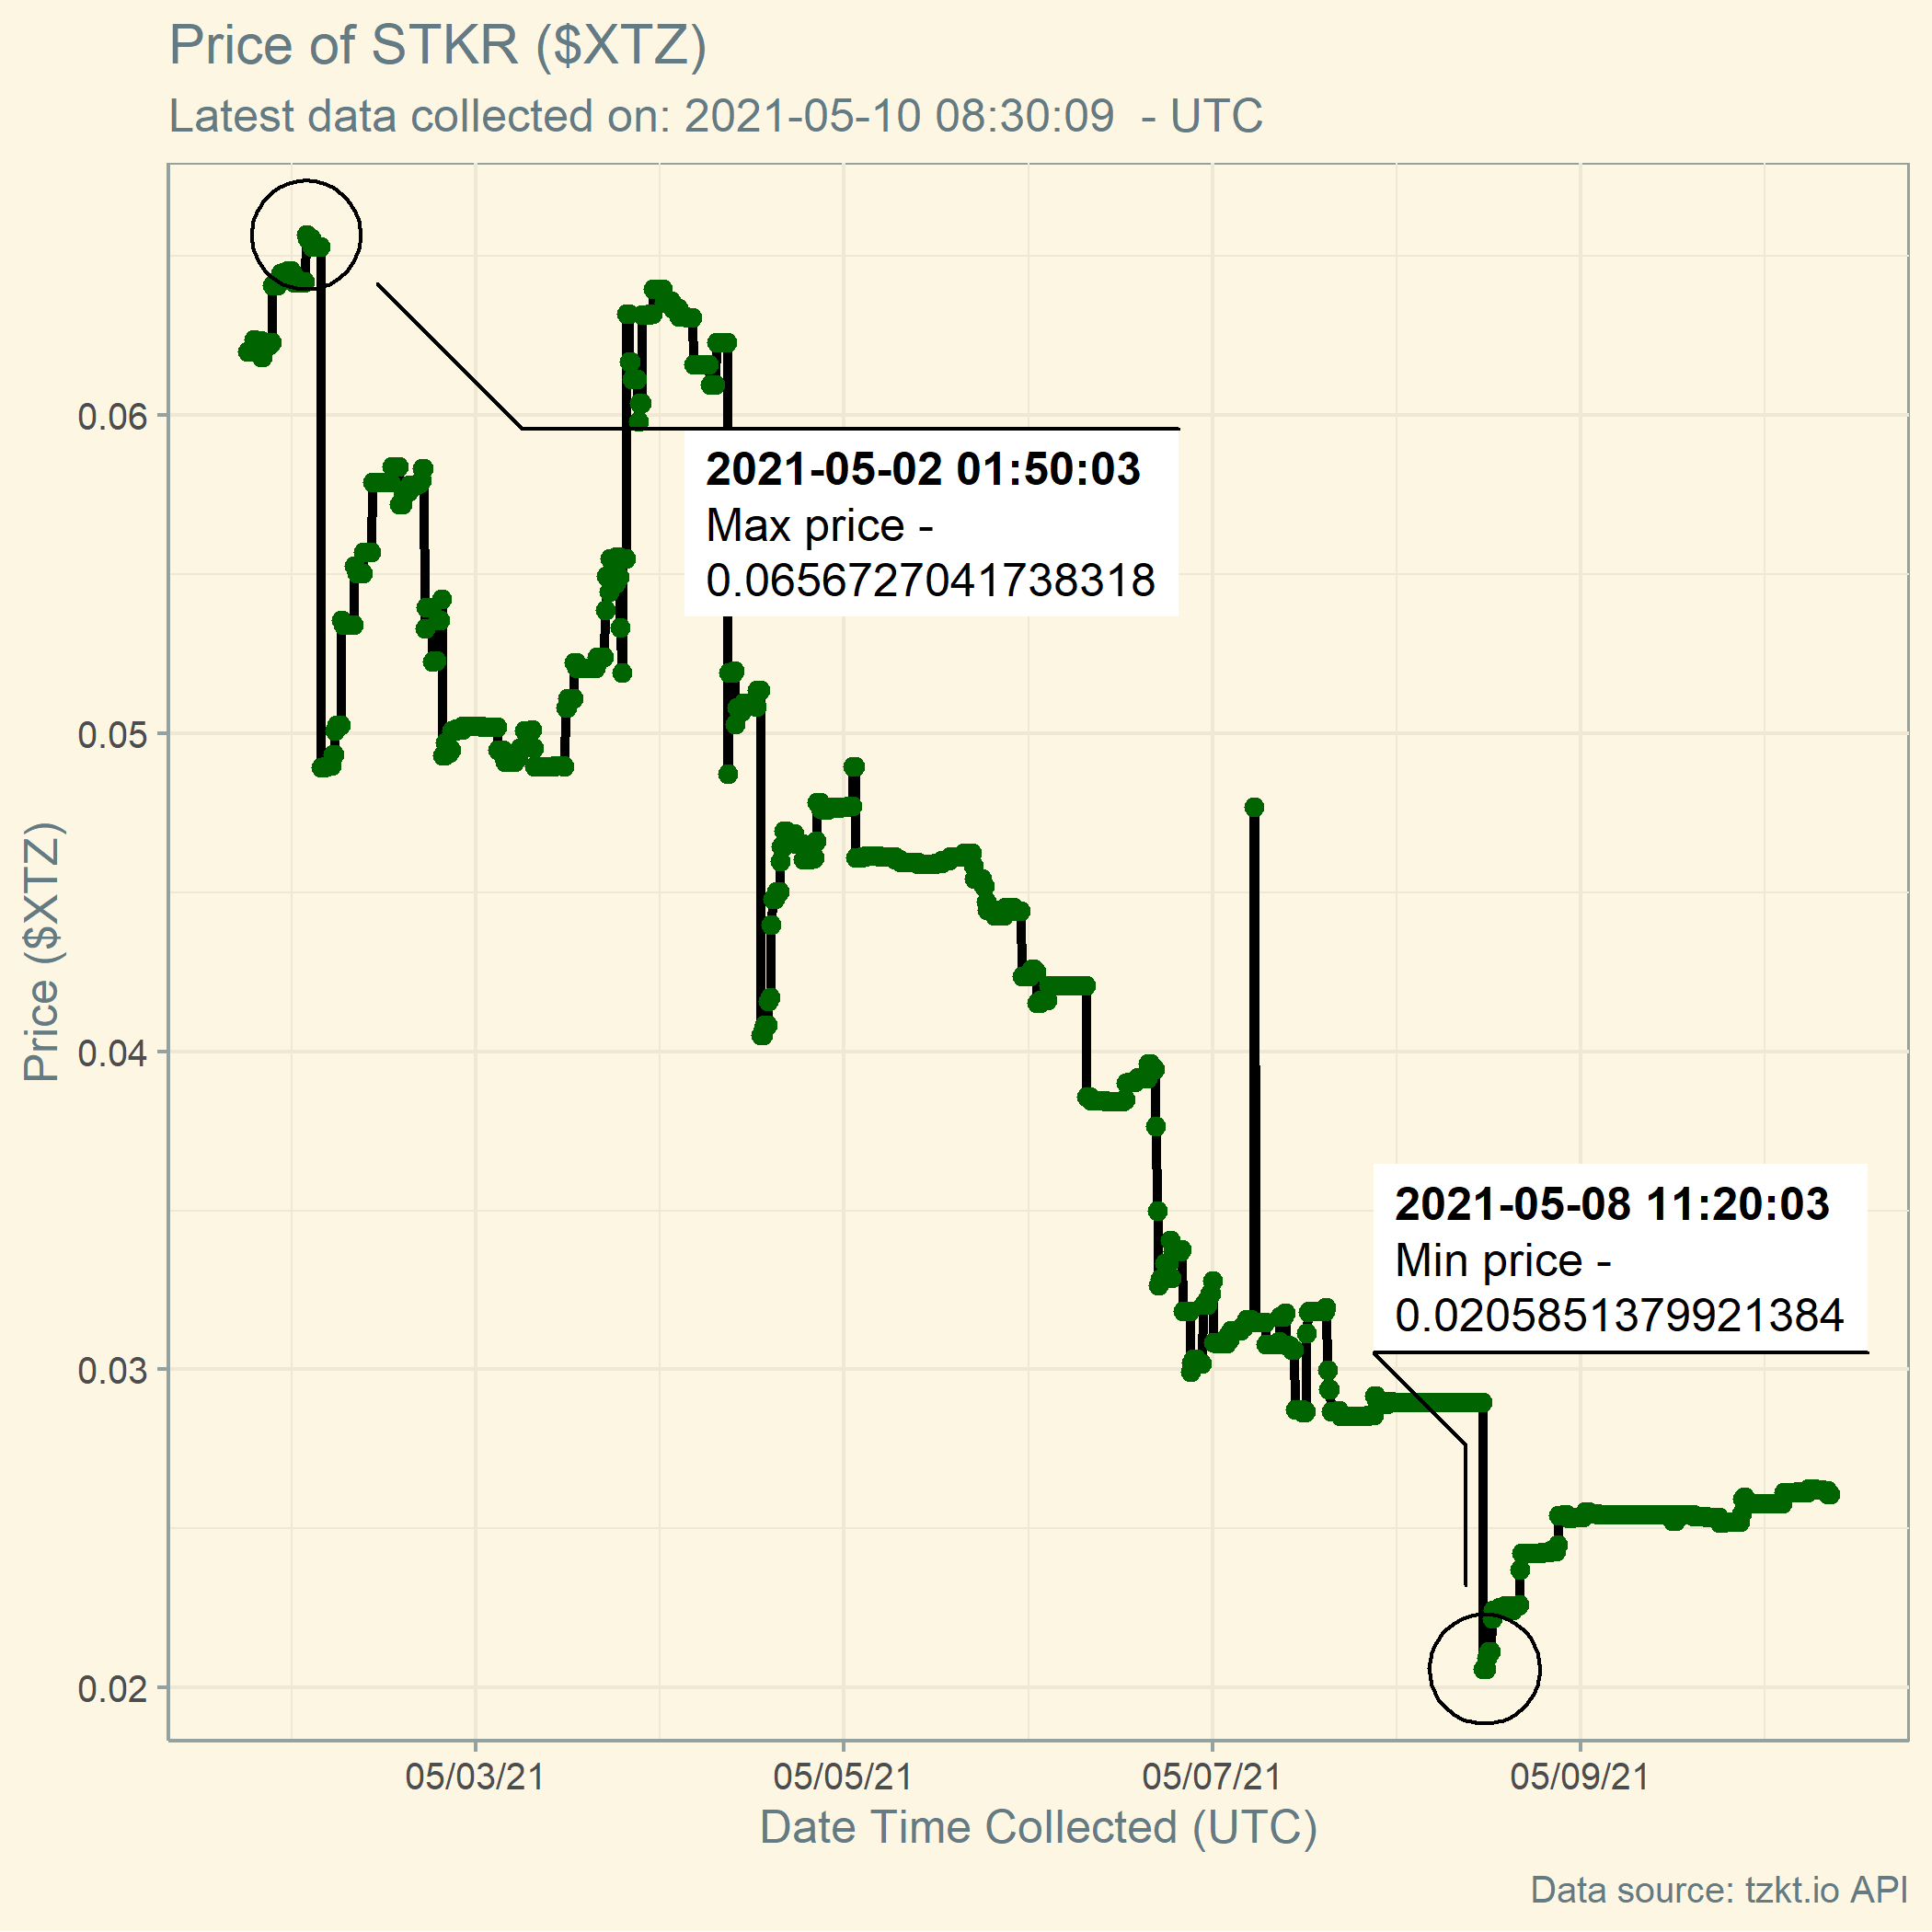 Price of STKR ($XTZ)
Latest data collected on: 2021-05-10 08:30:09  - UTC
Price ($XTZ)
0.06
0.05
0.04
0.03
0.02
2021-05-02 01:50:03
Max price -
0.0656727041738318
2021-05-08 11:20:03
Min price -
0.0205851379921384
05/03/21
05/05/21
05/07/21
05/09/21
Date Time Collected (UTC)
Data source: tzkt.io API